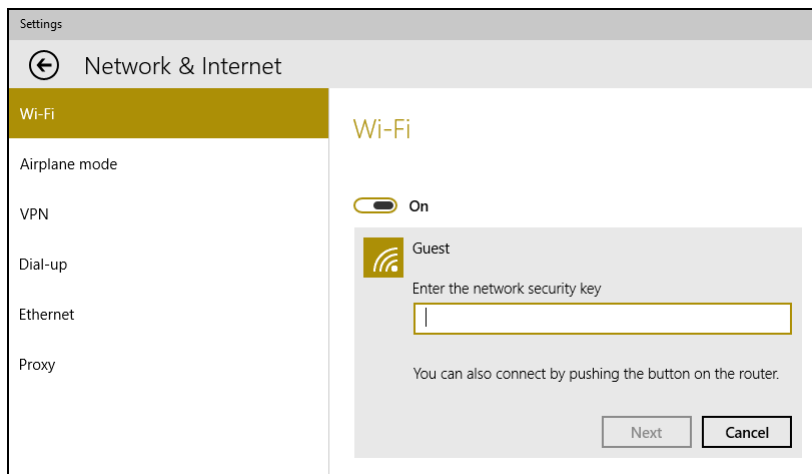 Settings
Network & Internet
Wi-Fi
Airplane mode
VPN
Dial-up
Ethernet
Proxy
Wi-Fi
On
Guest
Enter the network security key
You can also connect by pushing the button on the router.
Next
Cancel